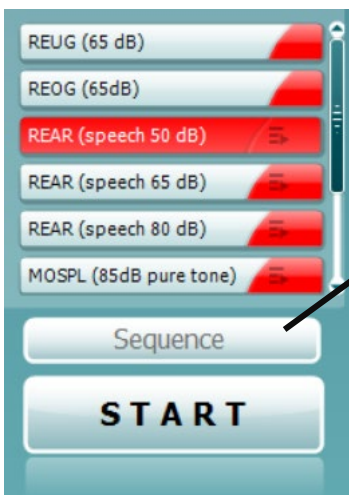 REUG (65 dB)
REOG (65dB)
REAR (speech 50 dB)
REAR (speech 65 dB)
REAR (speech 80 dB)
MOSPL (85dB pure tone)
Sequence
START